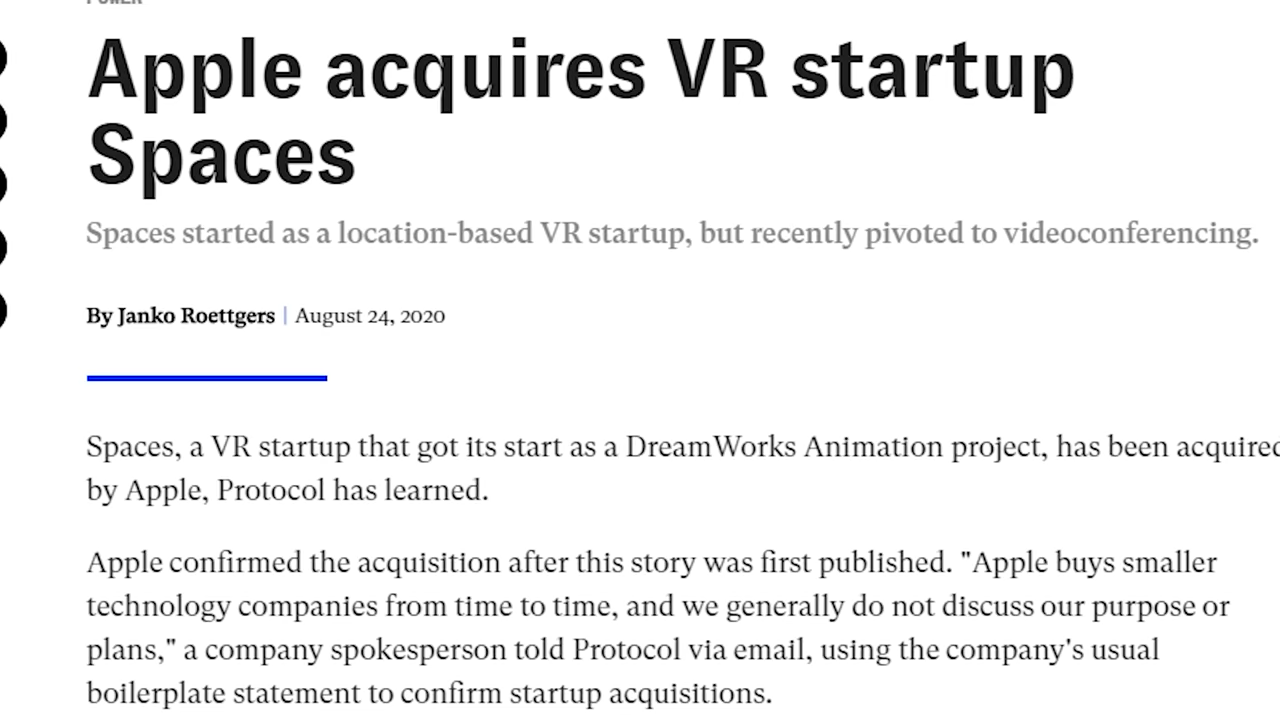 POWER
Apple acquires VR startup
Spaces
Spaces started as a location-based VR startup, but recently pivoted to videoconferencing.
By Janko Roettgers | August 24, 2020
Spaces, a VR startup that got its start as a DreamWorks Animation project, has been acquired
by Apple, Protocol has learned.
Apple confirmed the acquisition after this story was first published. "Apple buys smaller
technology companies from time to time, and we generally do not discuss our purpose or
plans," a company spokesperson told Protocol via email, using the company's usual
boilerplate statement to confirm startup acquisitions.